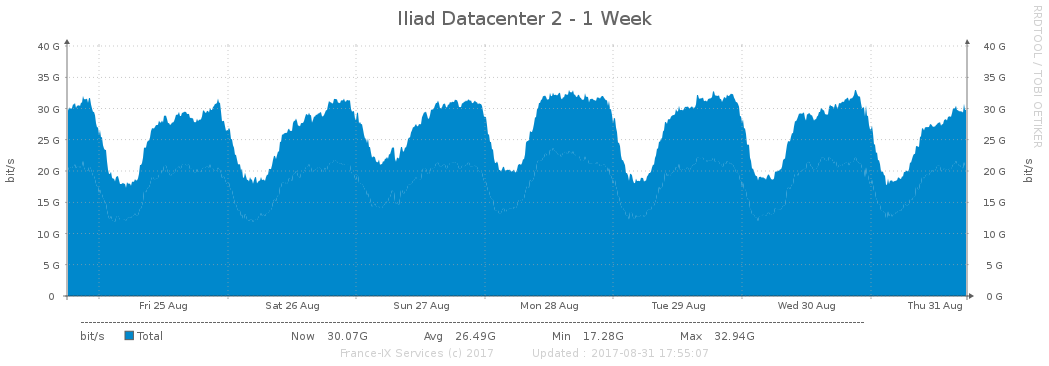 Iliad Datacenter 2 - 1 Week
RRDTOOL / TOBI OETIKER
40 G 40 G
35 G 35 G
30 G 30 G
25 G 25 G
20 G 20 G
15 G 15 G
10 G 10 G
5 G 5 G
0 0 G
bit/s bit/s
Fri 25 Aug Sat 26 Aug Sun 27 Aug Mon 28 Aug Tue 29 Aug Wed 30 Aug Thu 31 Aug
bit/s Total Now 30.07G Avg 26.49G Min 17.28G Max 32.94G
France-IX Services (c) 2017 Updated : 2017-08-31 17:55:07